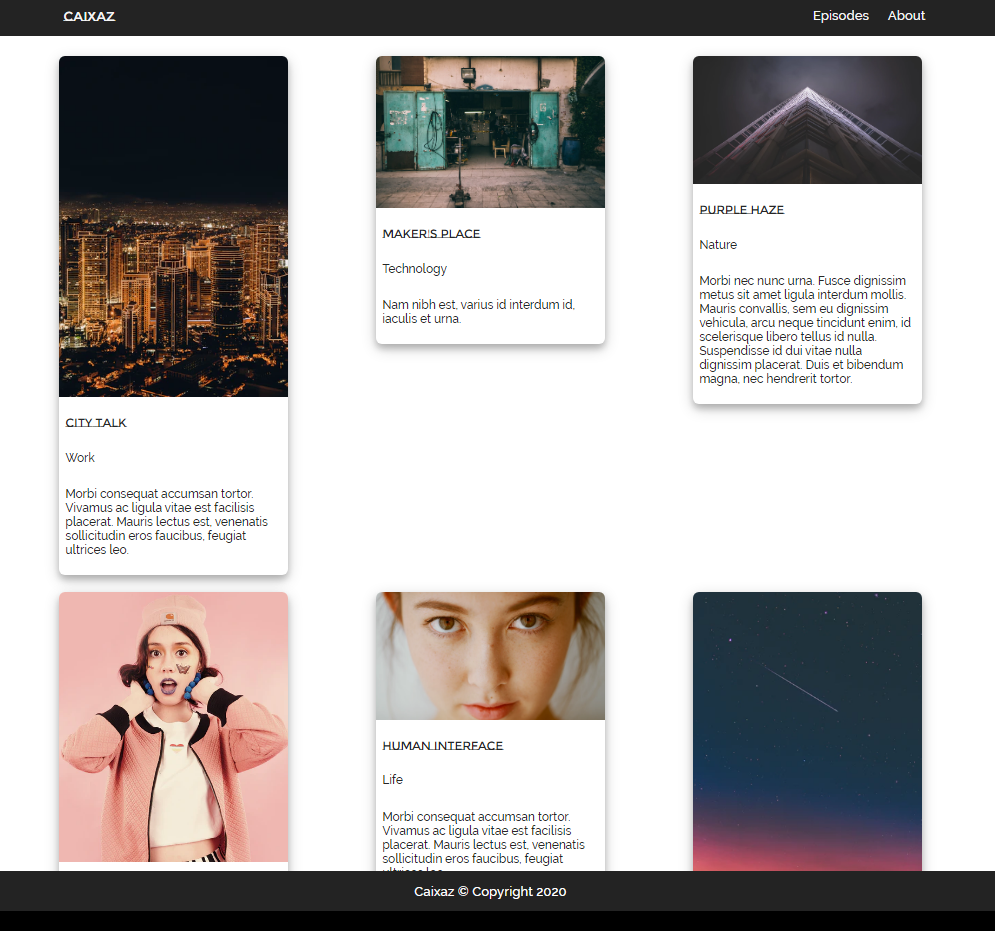 CAIXAZ
Episodes About
CITY TALK
Work
Morbi consequat accumsan tortor.
Vivamus ac ligula vitae est facilisis
placerat. Mauris lectus est, venenatis
sollicitudin eros faucibus, feugiat
ultrices leo.
MAKER'S PLACE
Technology
Nam nibh est, varius id interdum id,
iaculis et urna.
PURPLE HAZE
Nature
Morbi nec nunc urna. Fusce dignissim
metus sit amet ligula interdum mollis.
Mauris convallis, sem eu dignissim
vehicula, arcu neque tincidunt enim, id
scelerisque libero tellus id nulla.
Suspendisse id dui vitae nulla
dignissim placerat. Duis et bibendum
magna, nec hendrerit tortor.
HUMAN INTERFACE
Life
Morbi consequat accumsan tortor.
Vivamus ac ligula vitae est facilisis
placerat. Mauris lectus est, venenatis
sollicitudin eros faucibus, feugiat
Caixaz © Copyright 2020